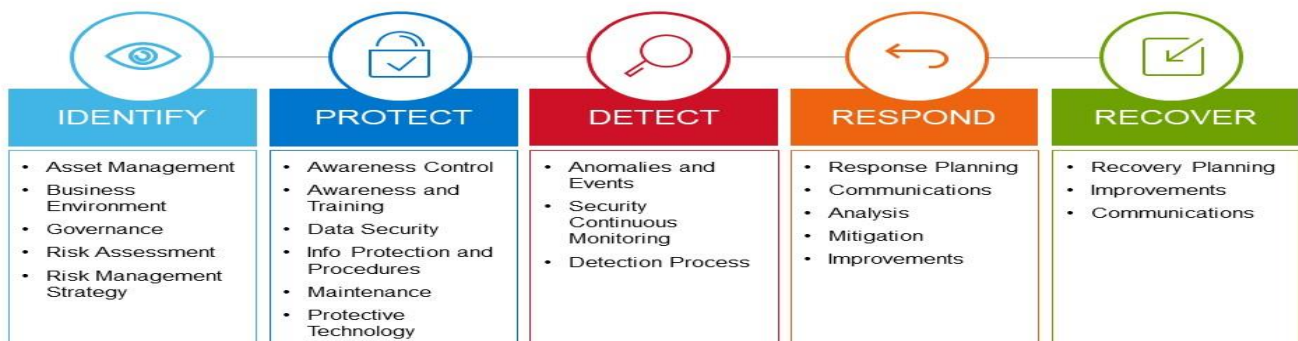 IDENTIFY
• Asset Management
• Business
Environment
• Governance
• Risk Assessment
• Risk Management
Strategy
PROTECT
• Awareness Control
• Awareness and
Training
• Data Security
• Info Protection and
Procedures
• Maintenance
• Protective
Technology
DETECT
• Anomalies and
Events
• Security
Continuous
Monitoring
• Detection Process
RESPOND
• Response Planning
• Communications
• Analysis
• Mitigation
• Improvements
RECOVER
• Recovery Planning
• Improvements
• Communications